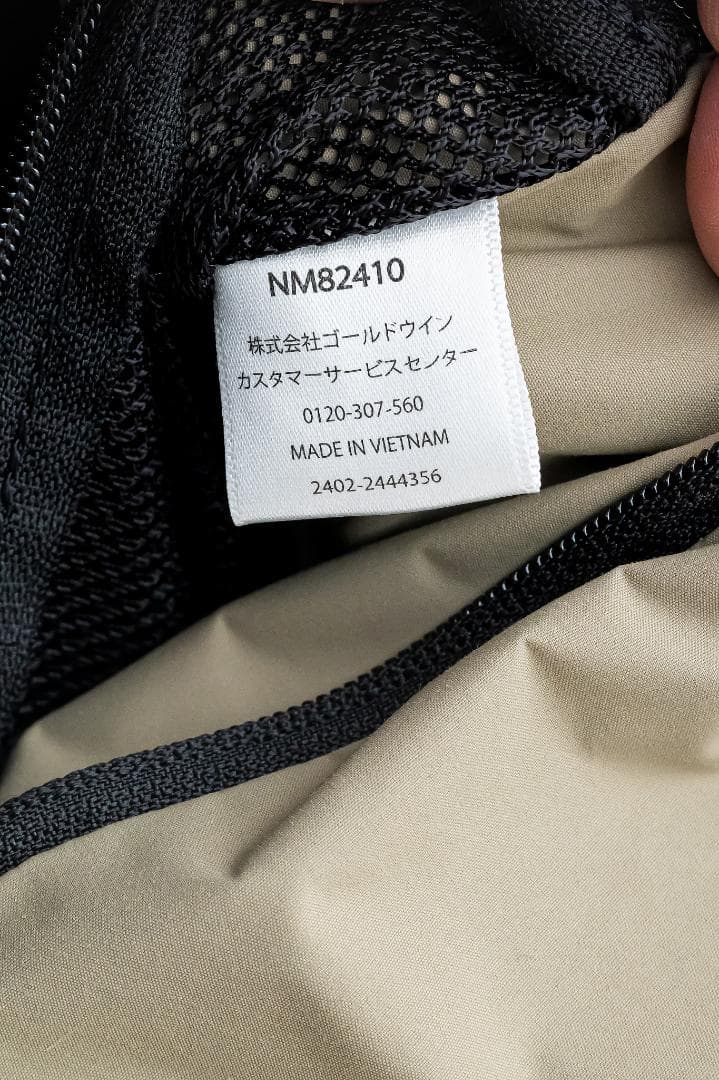 NM82410
株式会社ゴールドウイン
カスタマーサービスセンター
0120-307-560
MADE IN VIETNAM
2402-2444356